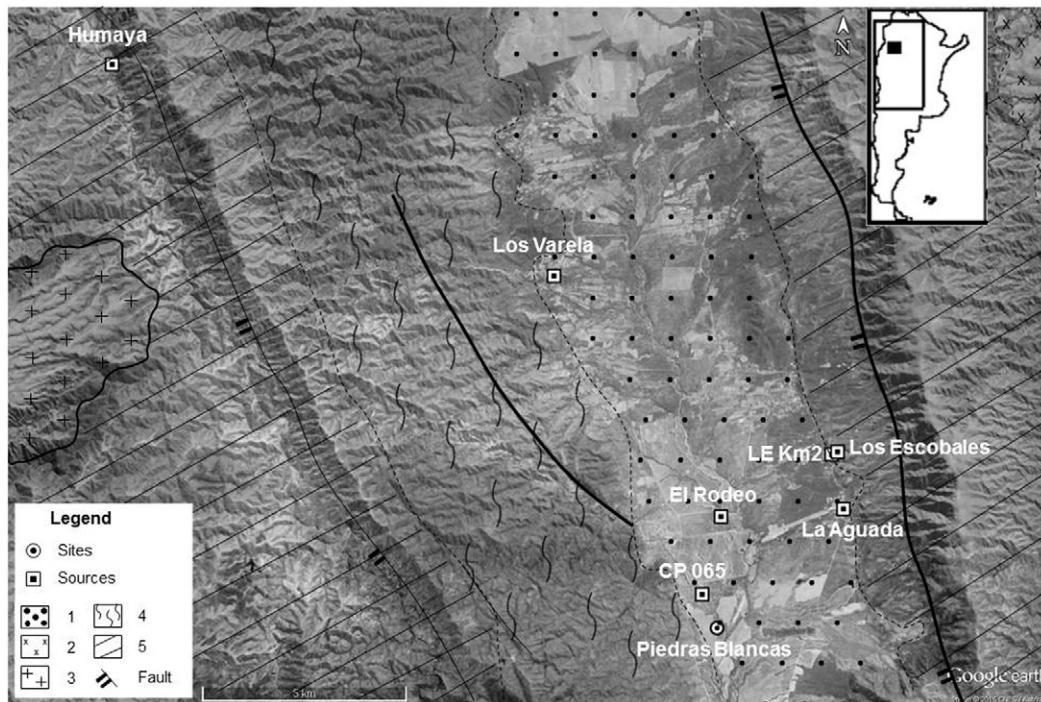 Humaya
N
Los Varela
LE Km2
Los Escobales
El Rodeo
La Aguada
CP 065
Piedras Blancas
Legend
Sites
Sources
1
2
3
4
5
Fault
5 km
Google earth